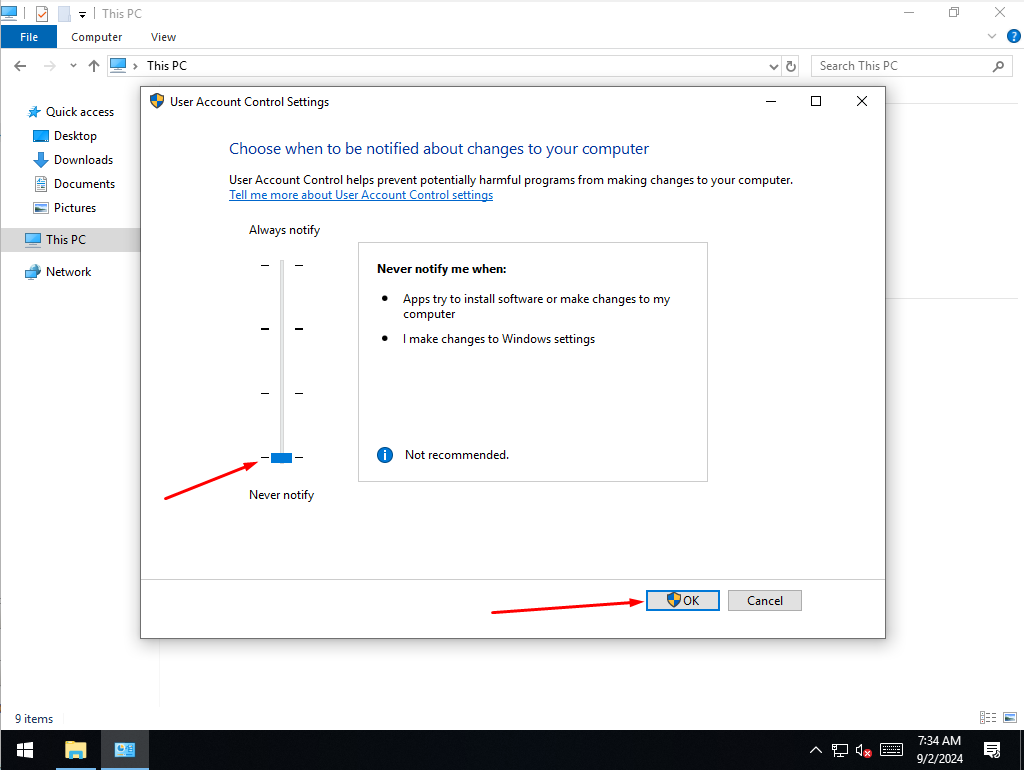 This PC
File
Computer
View
This PC
Search This PC
Quick access
Desktop
Downloads
Documents
Pictures
This PC
Network
User Account Control Settings
Choose when to be notified about changes to your computer
User Account Control helps prevent potentially harmful programs from making changes to your computer.
Tell me more about User Account Control settings
Always notify
Never notify me when:
Apps try to install software or make changes to my
computer
I make changes to Windows settings
Not recommended.
Never notify
OK
Cancel
9 items
7:34 AM
9/2/2024